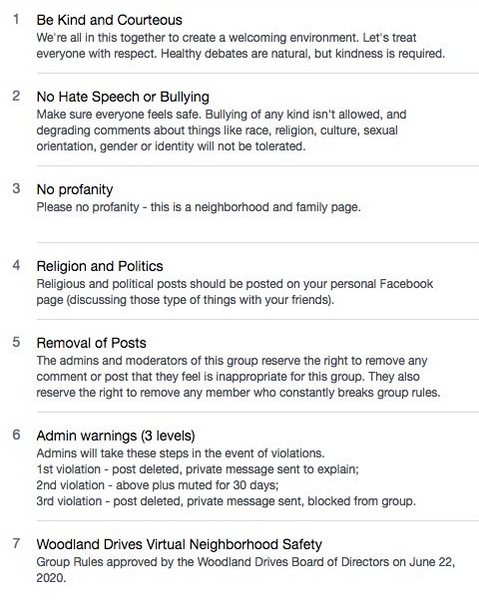 1 Be Kind and Courteous
We're all in this together to create a welcoming environment. Let's treat
everyone with respect. Healthy debates are natural, but kindness is required.
2 No Hate Speech or Bullying
Make sure everyone feels safe. Bullying of any kind isn't allowed, and
degrading comments about things like race, religion, culture, sexual
orientation, gender or identity will not be tolerated.
3 No profanity
Please no profanity - this is a neighborhood and family page.
4 Religion and Politics
Religious and political posts should be posted on your personal Facebook
page (discussing those type of things with your friends).
5 Removal of Posts
The admins and moderators of this group reserve the right to remove any
comment or post that they feel is inappropriate for this group. They also
reserve the right to remove any member who constantly breaks group rules.
6 Admin warnings (3 levels)
Admins will take these steps in the event of violations.
1st violation - post deleted, private message sent to explain;
2nd violation - above plus muted for 30 days;
3rd violation - post deleted, private message sent, blocked from group.
7 Woodland Drives Virtual Neighborhood Safety
Group Rules approved by the Woodland Drives Board of Directors on June 22,
2020.